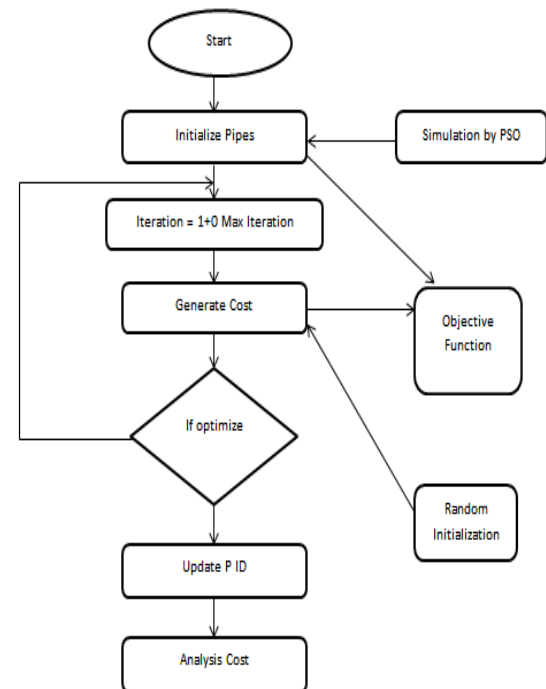 Start
Initialize Pipes
Simulation by PSO
Iteration = 1+0 Max Iteration
Generate Cost
Objective
Function
If optimize
Random
Initialization
Update P ID
Analysis Cost